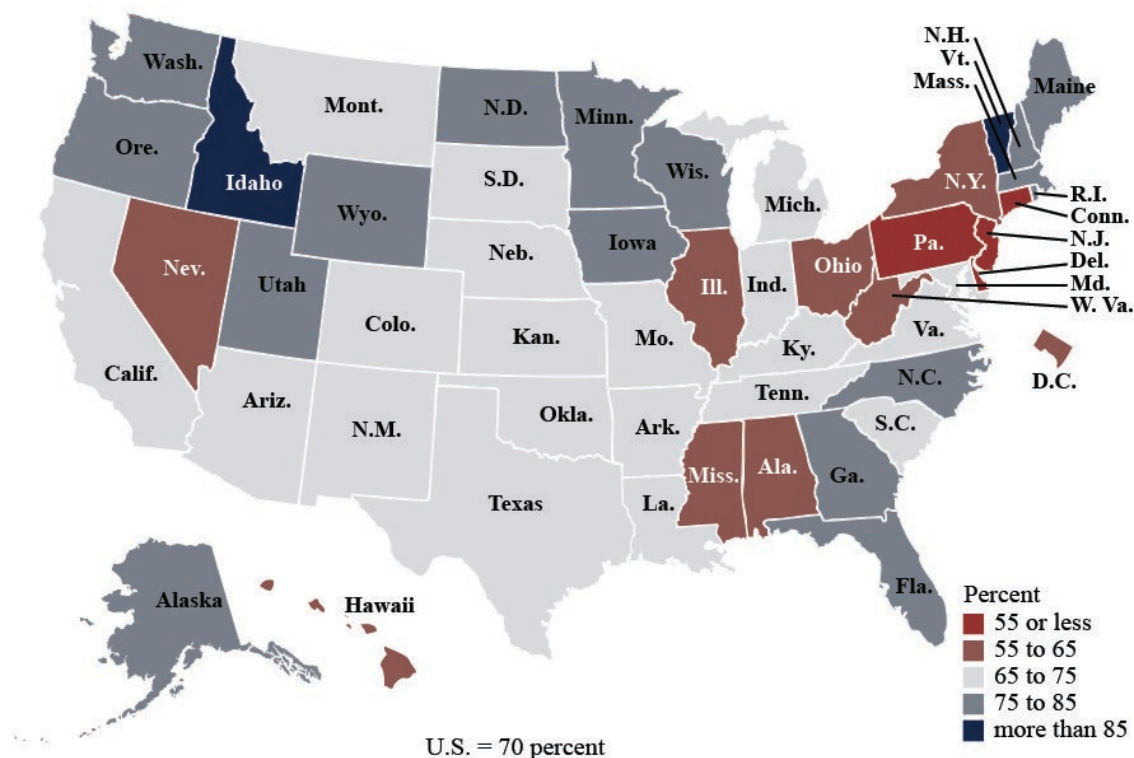 N.H.
Vt.
Mass.
Wash.
Mont.
N.D.
Minn.
Maine
Ore.
Idaho
S.D.
Wis.
Mich.
N.Y.
R.I.
Conn.
N.J.
Del.
Md.
W. Va.
Wyo.
Iowa
Pa.
Nev.
Utah
Neb.
Ill.
Ind.
Ohio
Colo.
Kan.
Mo.
Ky.
Va.
D.C.
Calif.
Ariz.
N.M.
Okla.
Ark.
Tenn.
N.C.
S.C.
Texas
La.
Miss.
Ala.
Ga.
Fla.
Alaska
Hawaii
Percent
55 or less
55 to 65
65 to 75
75 to 85
more than 85
U.S. = 70 percent